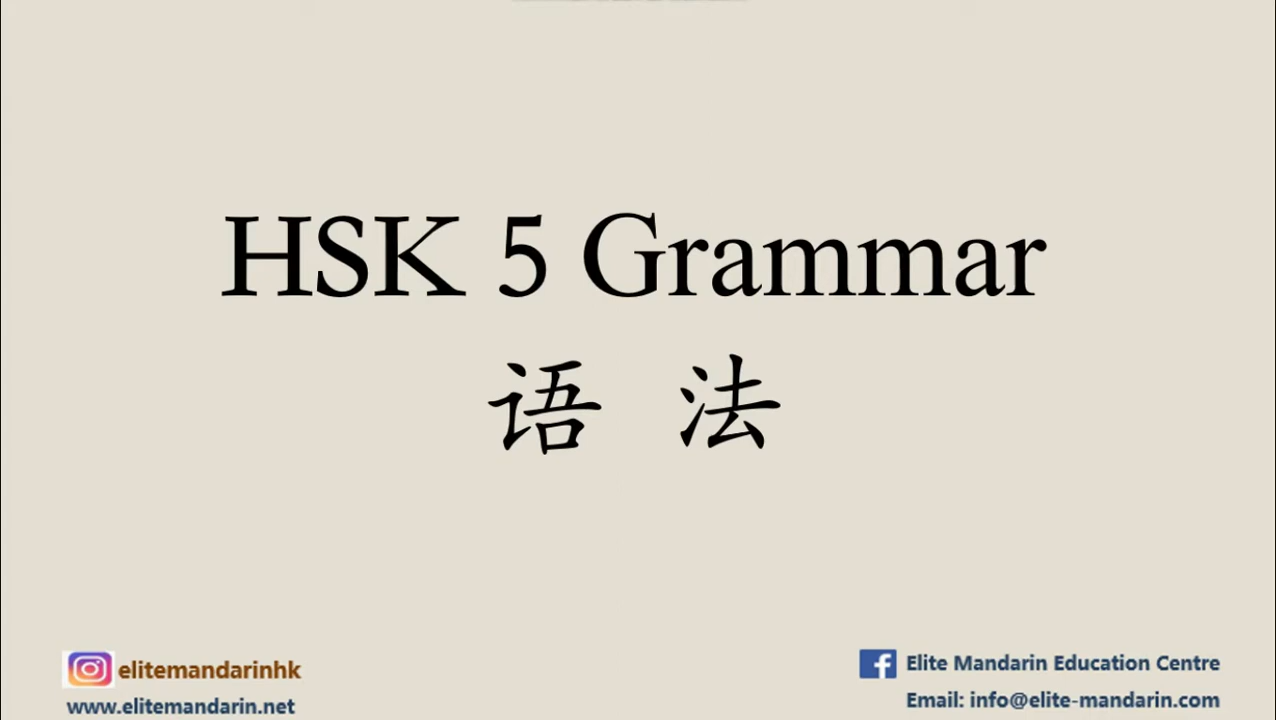 HSK 5 Grammar
语 法
elitemandarinhk
www.elitemandarin.net
Elite Mandarin Education Centre
Email: info@elite-mandarin.com